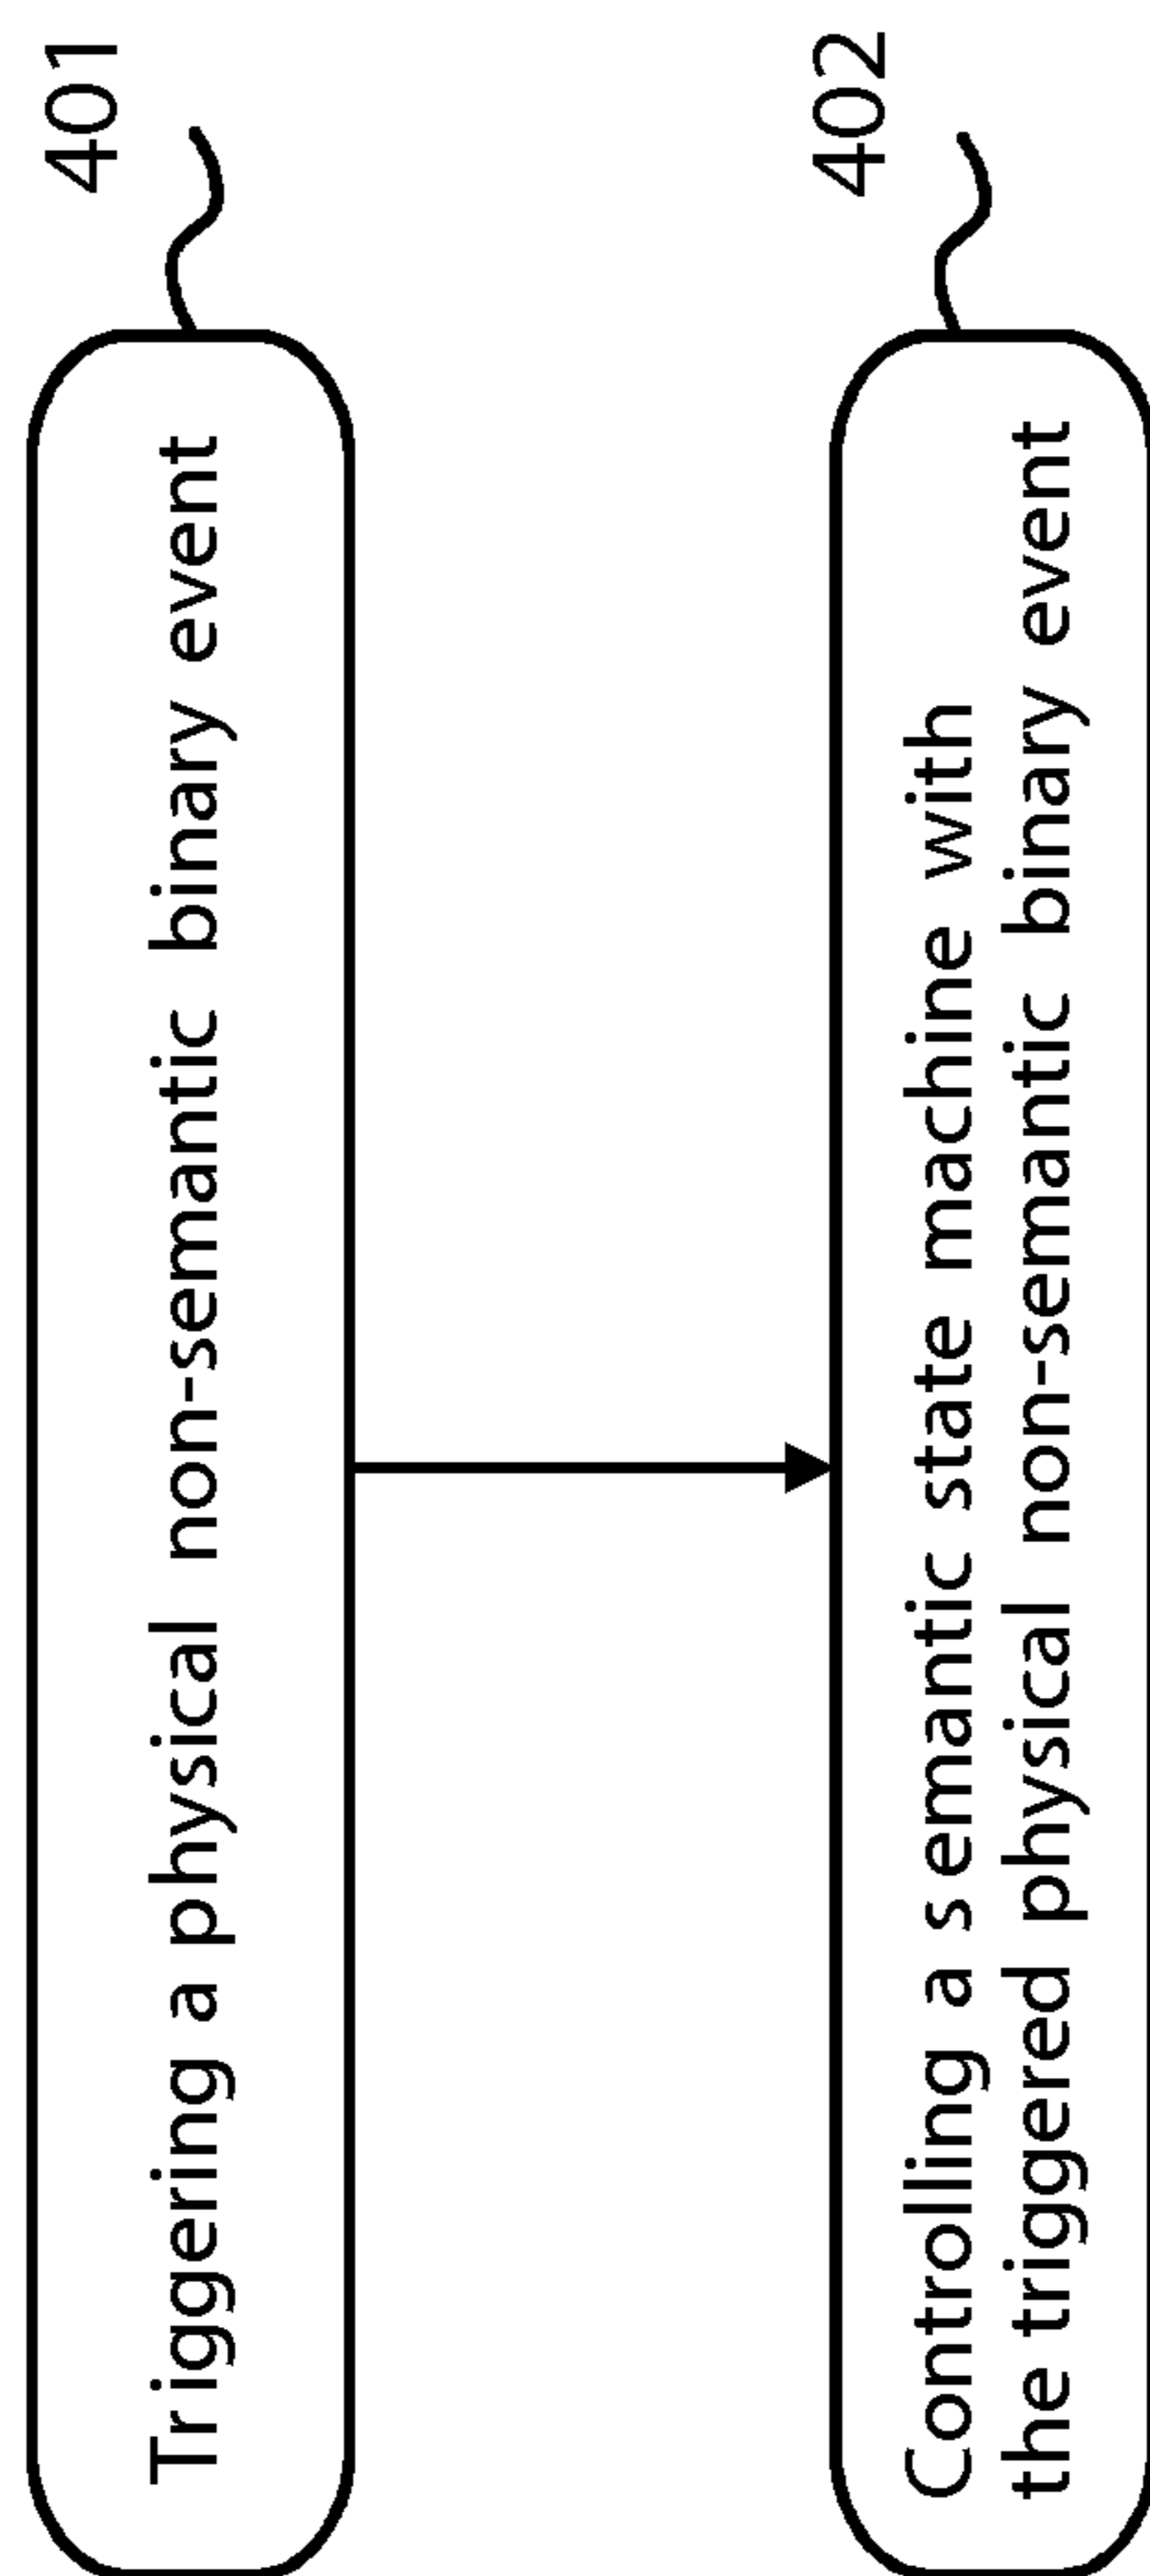 401
Triggering a physical non-semantic binary event
402
Controlling a semantic state machine with
the triggered physical non-semantic binary event